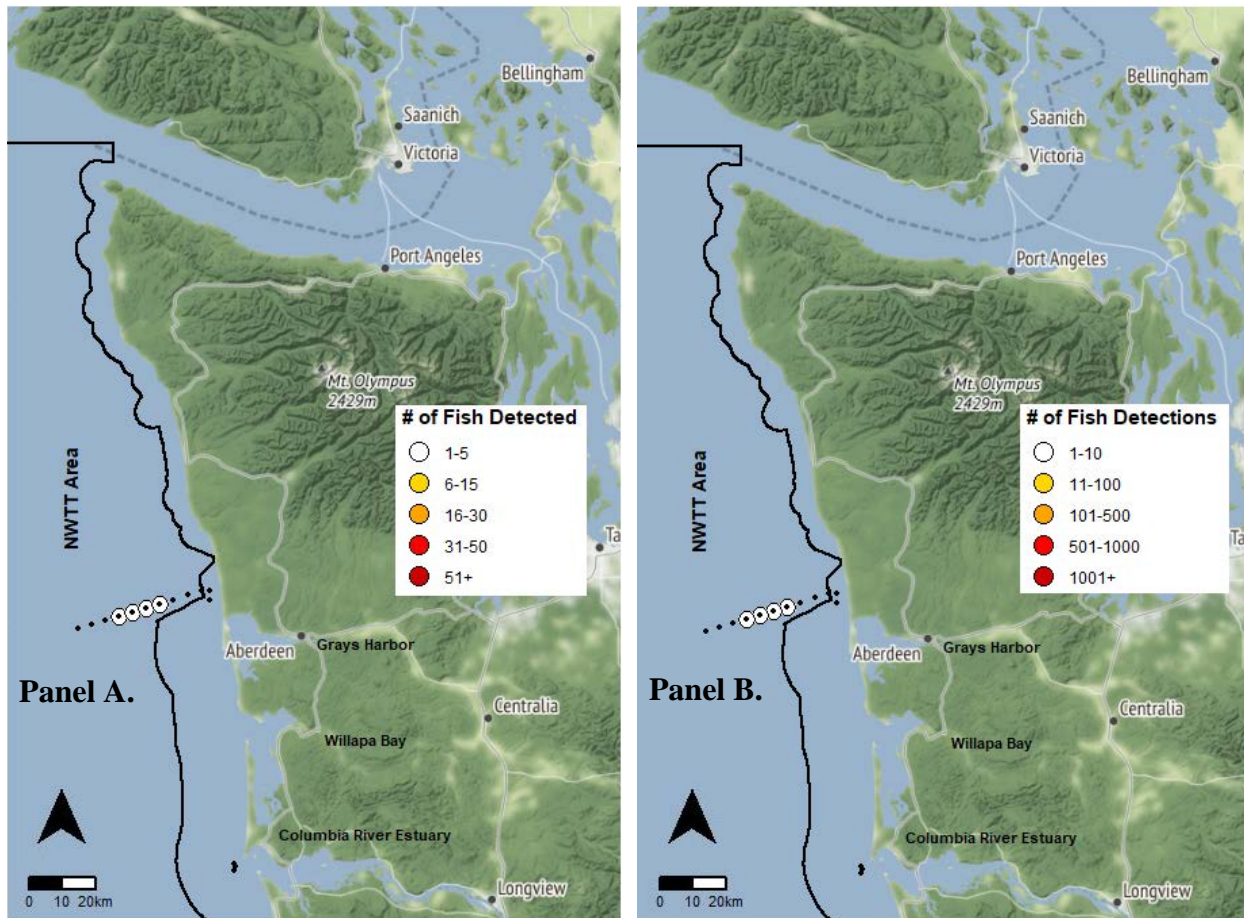 Bellingham
Saanich
Victoria
Port Angeles
Mt. Olympus
2429m
# of Fish Detected
1-5
6-15
16-30
31-50
51+
NWTT Area
Ta
Aberdeen
Grays Harbor
Panel A.
Centralia
Willapa Bay
Columbia River Estuary
Longview
0 10 20km
Bellingham
Saanich
Victoria
Port Angeles
Mt. Olympus
2429m
# of Fish Detections
1-10
11-100
101-500
501-1000
1001+
NWTT Area
Ta
Aberdeen
Grays Harbor
Panel B.
Centralia
Willapa Bay
Columbia River Estuary
Longview
0 10 20km